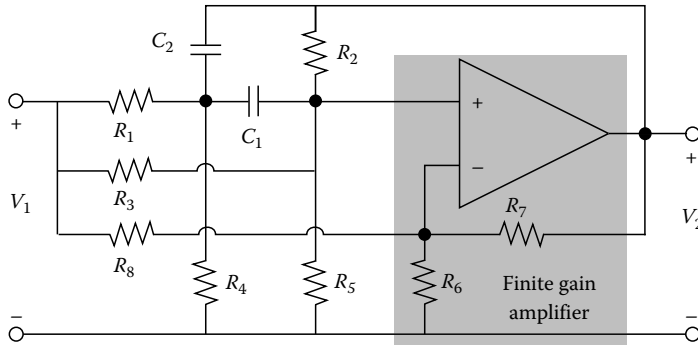 C2
R2
+
+
R1
C1
+
−
R3
R7
V1
V2
R8
R4
R5
R6
Finite gain
amplifier
−
−